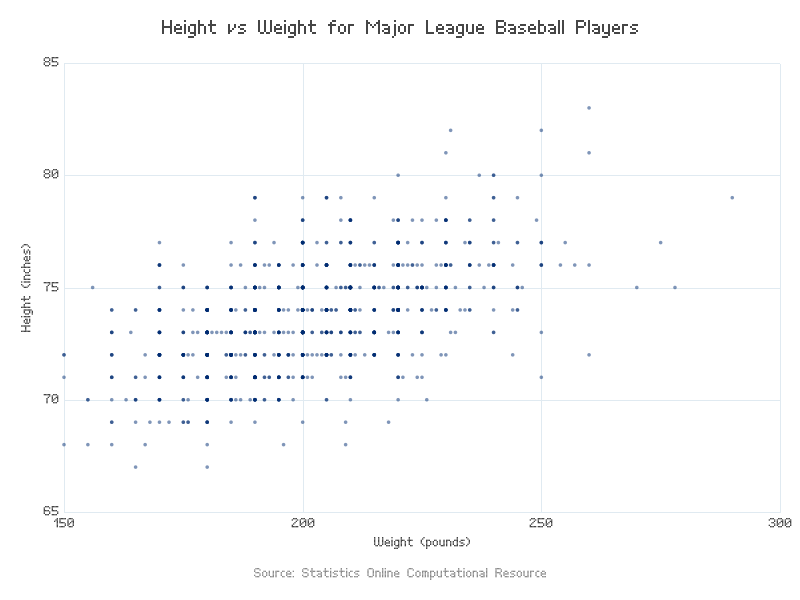 Height vs Weight for Major League Baseball Players
85
80
75
70
65
Height (inches)
150 200 250 300
Weight (pounds)
Source: Statistics Online Computational Resource